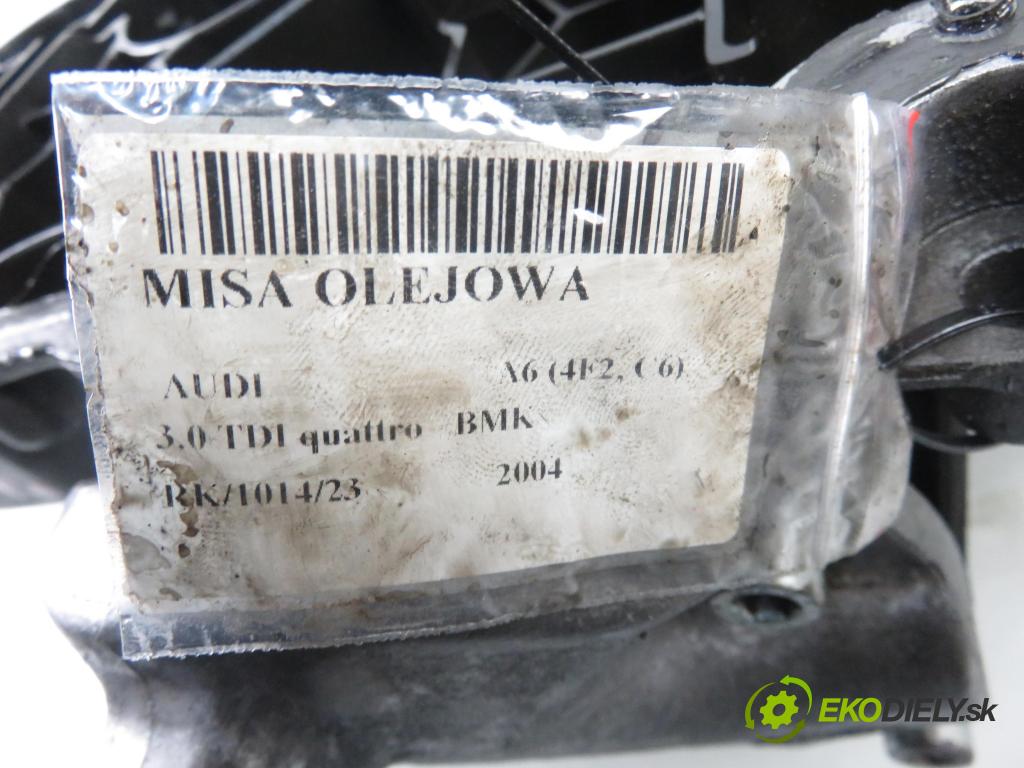 MISA OLEJOWA
AUDI A6 (4F2, C6)
3.0 TDI quattro BMK
RK/1014/23 2004
EKODIELY.sk